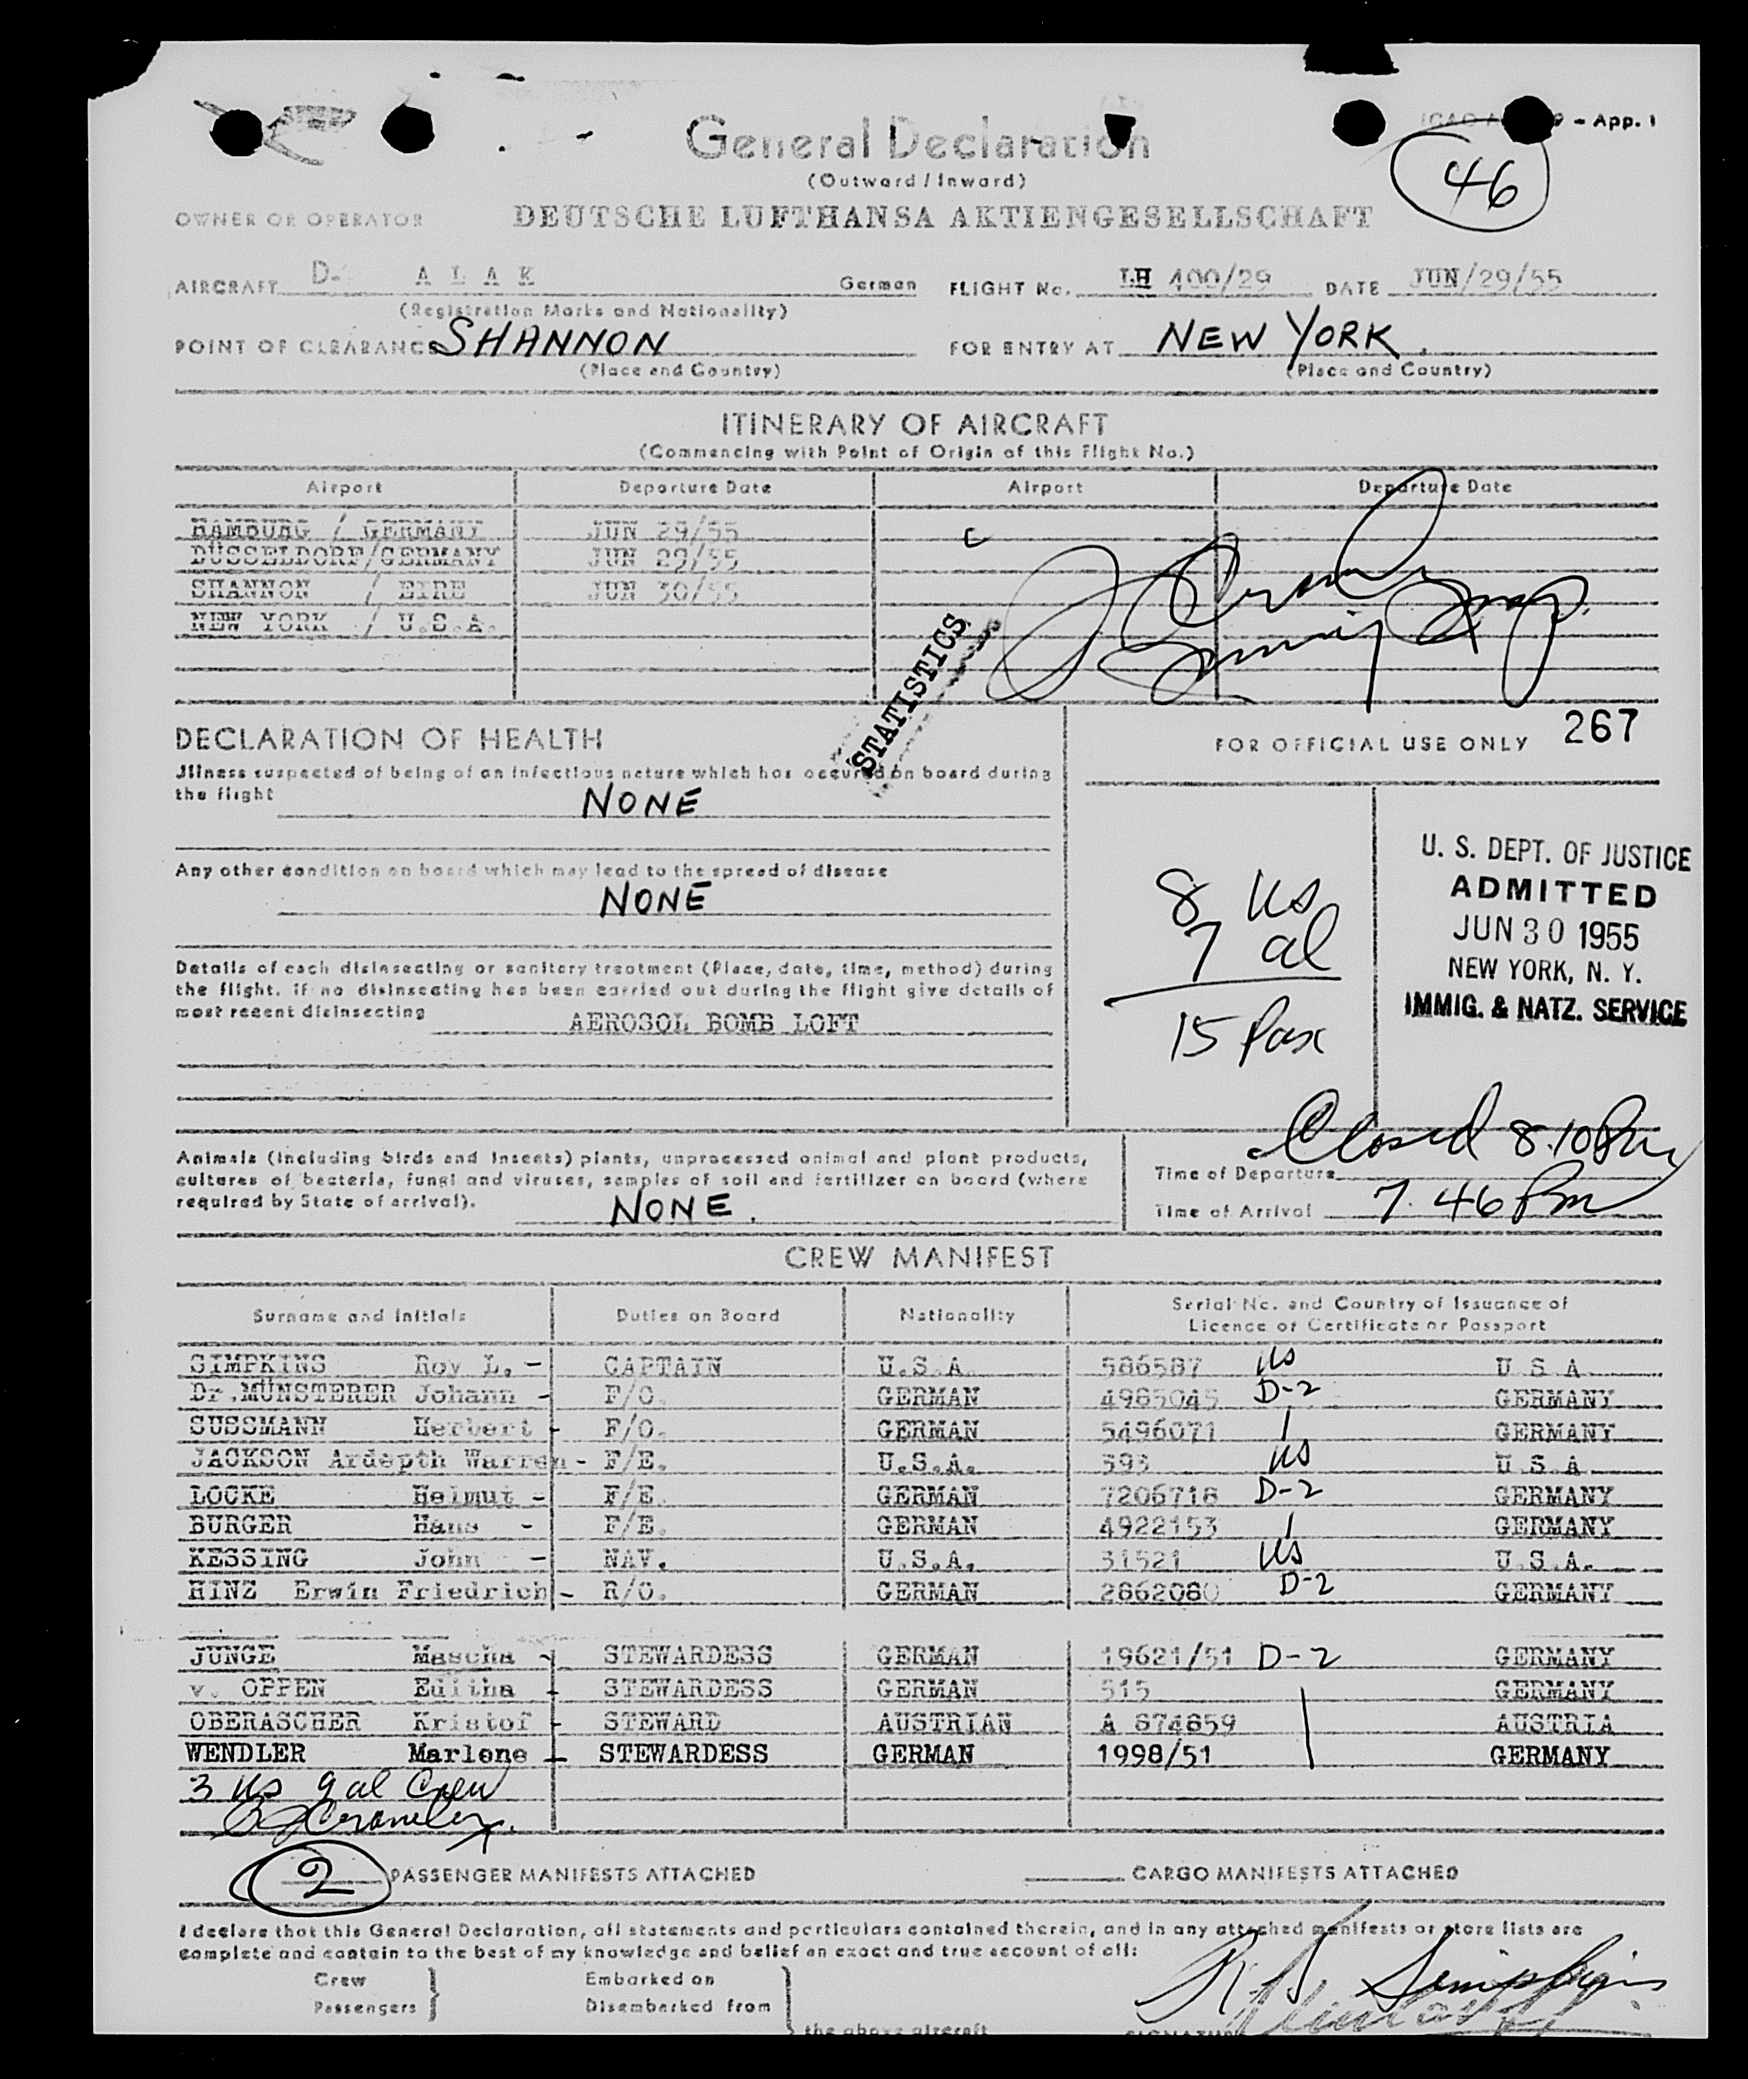 - App. 1
General Declaration
(Outward / Inward)
46
OWNER OR OPERATOR DEUTSCHE LUFTHANSA AKTIENGESELLSCHAFT
AIRCRAFT D- A L A K German FLIGHT No. LH 400/29 DATE JUN/29/55
(Registration Marks and Nationality)
POINT OF CLEARANCE SHANNON FOR ENTRY AT NEW YORK.
(Place and Country) (Place and Country)
ITINERARY OF AIRCRAFT
(Commencing with Point of Origin of this Flight No.)
Airport Departure Date Airport Departure Date
HAMBURG / GERMANY JUN 29/55
DÜSSELDORF/GERMANY JUN 29/55
SHANNON / EIRE JUN 30/55
NEW YORK / U.S.A.
STATISTICS
DECLARATION OF HEALTH
FOR OFFICIAL USE ONLY 267
Illness suspected of being of an infectious nature which has occured on board during
the flight NONE
Any other condition on board which may lead to the spread of disease
NONE
Details of each disinsecting or sanitary treatment (Place, date, time, method) during
the flight. If no disinsecting has been carried out during the flight give details of
most recent disinsecting AEROSOL BOMB LOFT
8 US
7 al
15 Pax
U. S. DEPT. OF JUSTICE
ADMITTED
JUN 30 1955
NEW YORK, N. Y.
IMMIG. & NATZ. SERVICE
Animals (including birds and insects) plants, unprocessed animal and plant products,
cultures of bacteria, fungi and viruses, samples of soil and fertilizer on board (where
required by State of arrival). NONE.
Closed 8.10 Pm
Time of Departure
Time of Arrival 7.46 Pm
CREW MANIFEST
Surname and Initials Duties on Board Nationality Serial No. and Country of Issuance of
Licence or Certificate or Passport
SIMPKINS Roy L. - CAPTAIN U.S.A. 586587 US U S A
Dr.MÜNSTERER Johann - F/O. GERMAN 4985045 D-2 GERMANY
SUSSMANN Herbert - F/O. GERMAN 5496071 GERMANY
JACKSON Ardepth Warren - F/E. U.S.A. 593 US U.S.A
LOCKE Helmut - F/E. GERMAN 7206718 D-2 GERMANY
BURGER Hans - F/E. GERMAN 4922153 GERMANY
KESSING John - NAV. U.S.A. 31521 US U.S.A.
HINZ Erwin Friedrich - R/O. GERMAN 2862080 D-2 GERMANY
JUNGE Mascha - STEWARDESS GERMAN 19621/51 D-2 GERMANY
v. OPPEN Editha - STEWARDESS GERMAN 515 GERMANY
OBERASCHER Kristof - STEWARD AUSTRIAN A 874859 AUSTRIA
WENDLER Marlene - STEWARDESS GERMAN 1998/51 GERMANY
3 US 9 al Crew
2 PASSENGER MANIFESTS ATTACHED CARGO MANIFESTS ATTACHED
I declare that this General Declaration, all statements and particulars contained therein, and in any attached manifests or store lists are
complete and contain to the best of my knowledge and belief an exact and true account of all:
Crew Embarked on
Passengers Disembarked from
the above aircraft
R L Simpkins
SIGNATURE